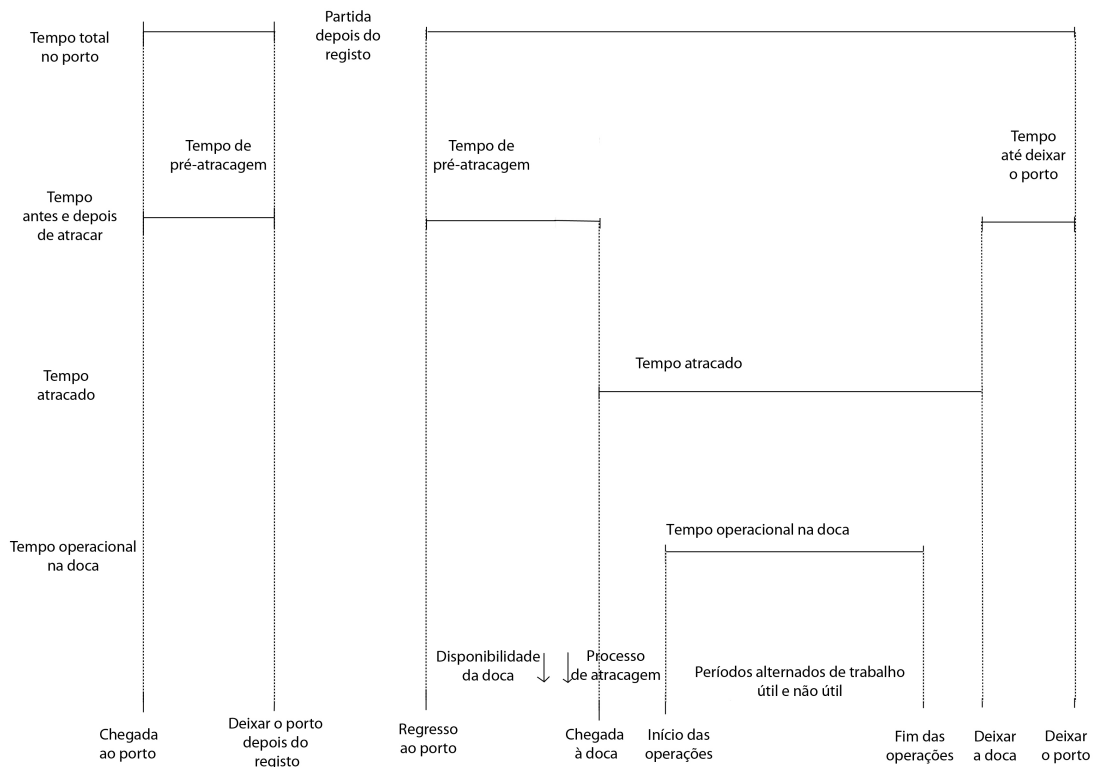 Tempo total
no porto
Partida
depois do
registo
Tempo de
pré-atracagem
Tempo de
pré-atracagem
Tempo
até deixar
o porto
Tempo
antes e depois
de atracar
Tempo
atracado
Tempo atracado
Tempo operacional
na doca
Tempo operacional na doca
Disponibilidade
da doca
Processo
de atracagem
Períodos alternados de trabalho
útil e não útil
Chegada
ao porto
Deixar o porto
depois do
registo
Regresso
ao porto
Chegada
à doca
Início das
operações
Fim das
operações
Deixar
a doca
Deixar
o porto